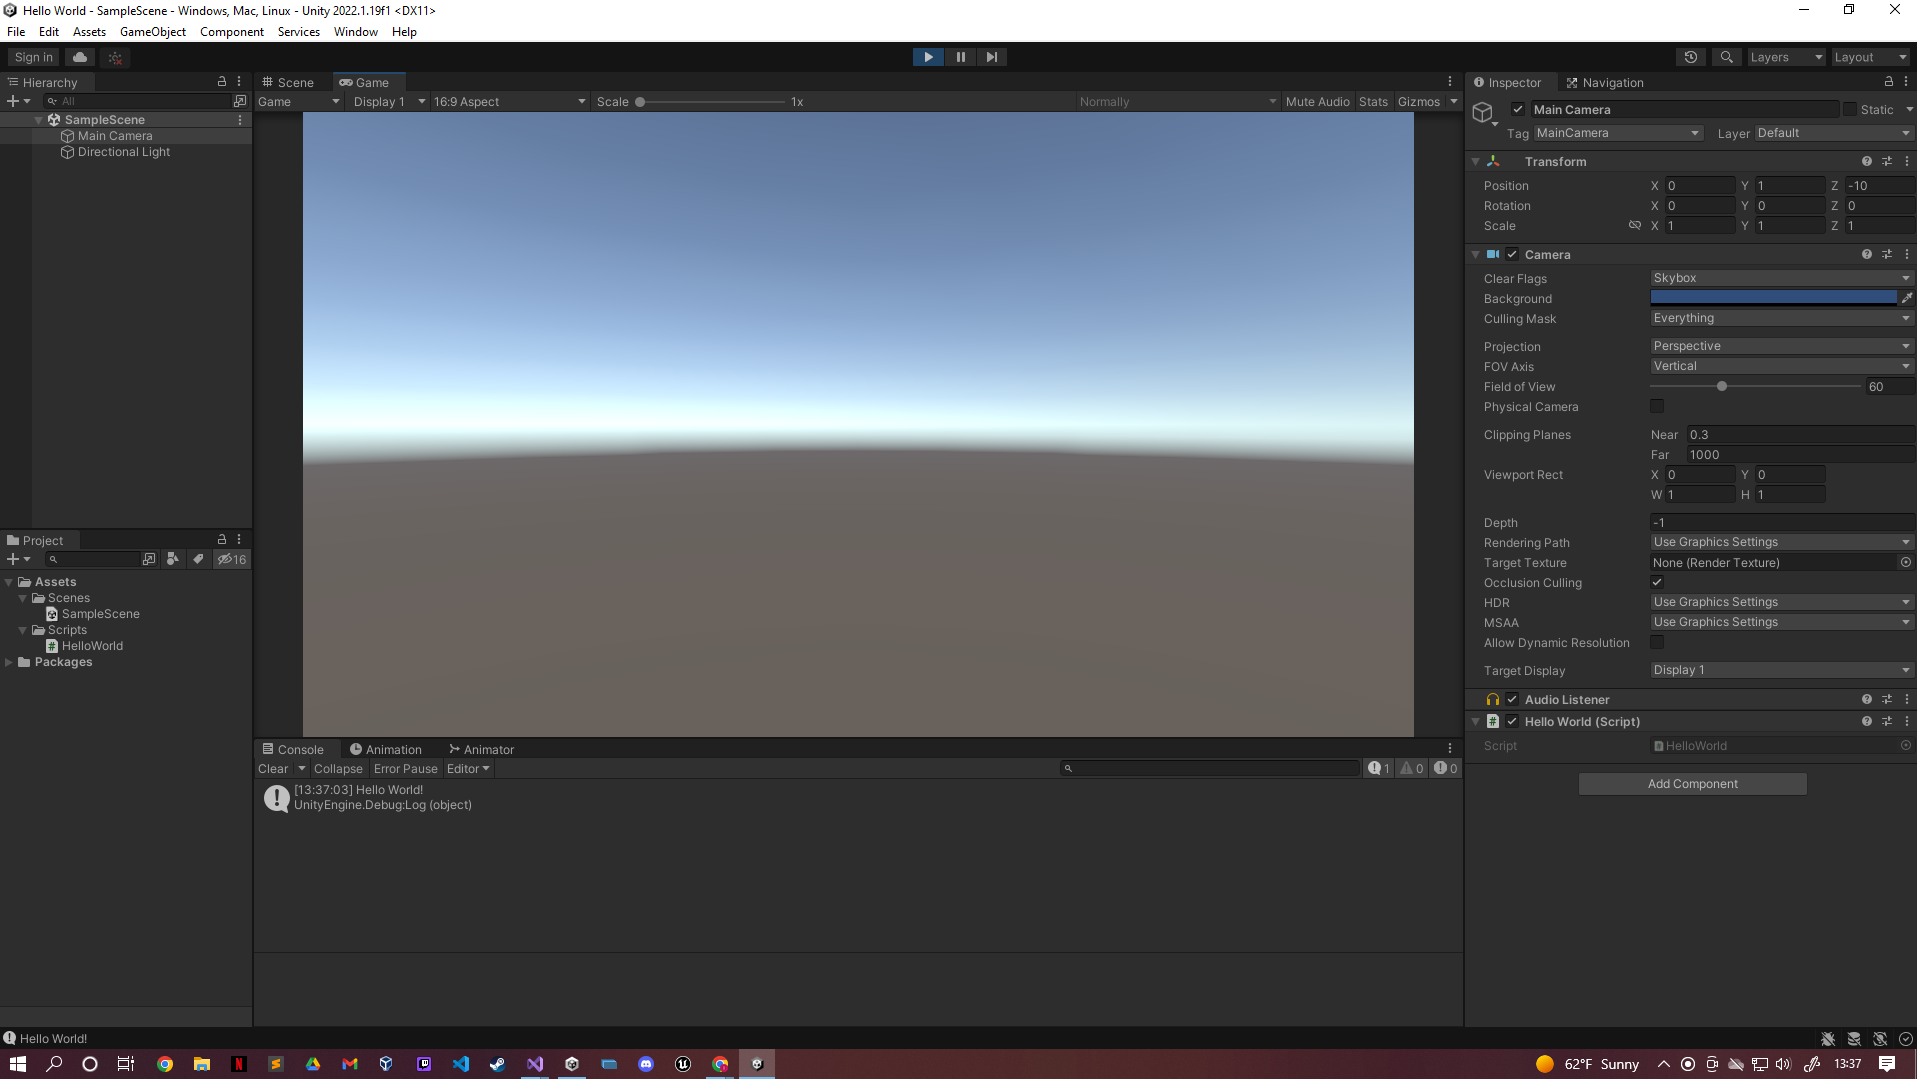 Hello World - SampleScene - Windows, Mac, Linux - Unity 2022.1.19f1 <DX11>
File Edit Assets GameObject Component Services Window Help
Sign in
Layers Layout
Hierarchy
All
SampleScene
Main Camera
Directional Light
Project
16
Assets
Scenes
SampleScene
Scripts
HelloWorld
Packages
Scene Game
Game Display 1 16:9 Aspect Scale 1x Normally Mute Audio Stats Gizmos
Console Animation Animator
Clear Collapse Error Pause Editor 1 0 0
[13:37:03] Hello World!
UnityEngine.Debug:Log (object)
Inspector Navigation
Main Camera Static
Tag MainCamera Layer Default
Transform
Position X 0 Y 1 Z -10
Rotation X 0 Y 0 Z 0
Scale X 1 Y 1 Z 1
Camera
Clear Flags Skybox
Background
Culling Mask Everything
Projection Perspective
FOV Axis Vertical
Field of View 60
Physical Camera
Clipping Planes Near 0.3
Far 1000
Viewport Rect X 0 Y 0
W 1 H 1
Depth -1
Rendering Path Use Graphics Settings
Target Texture None (Render Texture)
Occlusion Culling
HDR Use Graphics Settings
MSAA Use Graphics Settings
Allow Dynamic Resolution
Target Display Display 1
Audio Listener
# Hello World (Script)
Script HelloWorld
Add Component
Hello World!
62°F Sunny 13:37